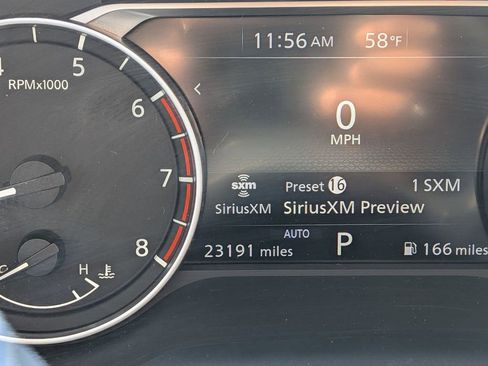 11:56 AM 58°F
4 5 6 7 8
RPMx1000
0
MPH
sxm Preset 16 1 SXM
SiriusXM SiriusXM Preview
AUTO
23191 miles P 166 miles
C H